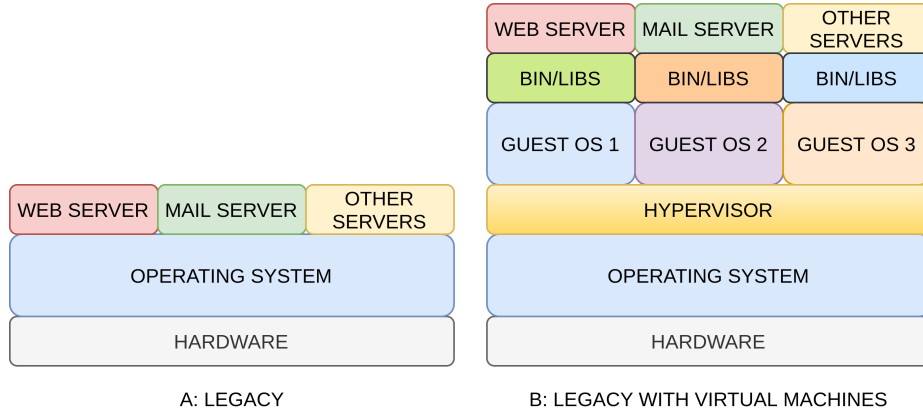 WEB SERVER
MAIL SERVER
OTHER
SERVERS
OPERATING SYSTEM
HARDWARE
A: LEGACY
WEB SERVER
MAIL SERVER
OTHER
SERVERS
BIN/LIBS
BIN/LIBS
BIN/LIBS
GUEST OS 1
GUEST OS 2
GUEST OS 3
HYPERVISOR
OPERATING SYSTEM
HARDWARE
B: LEGACY WITH VIRTUAL MACHINES